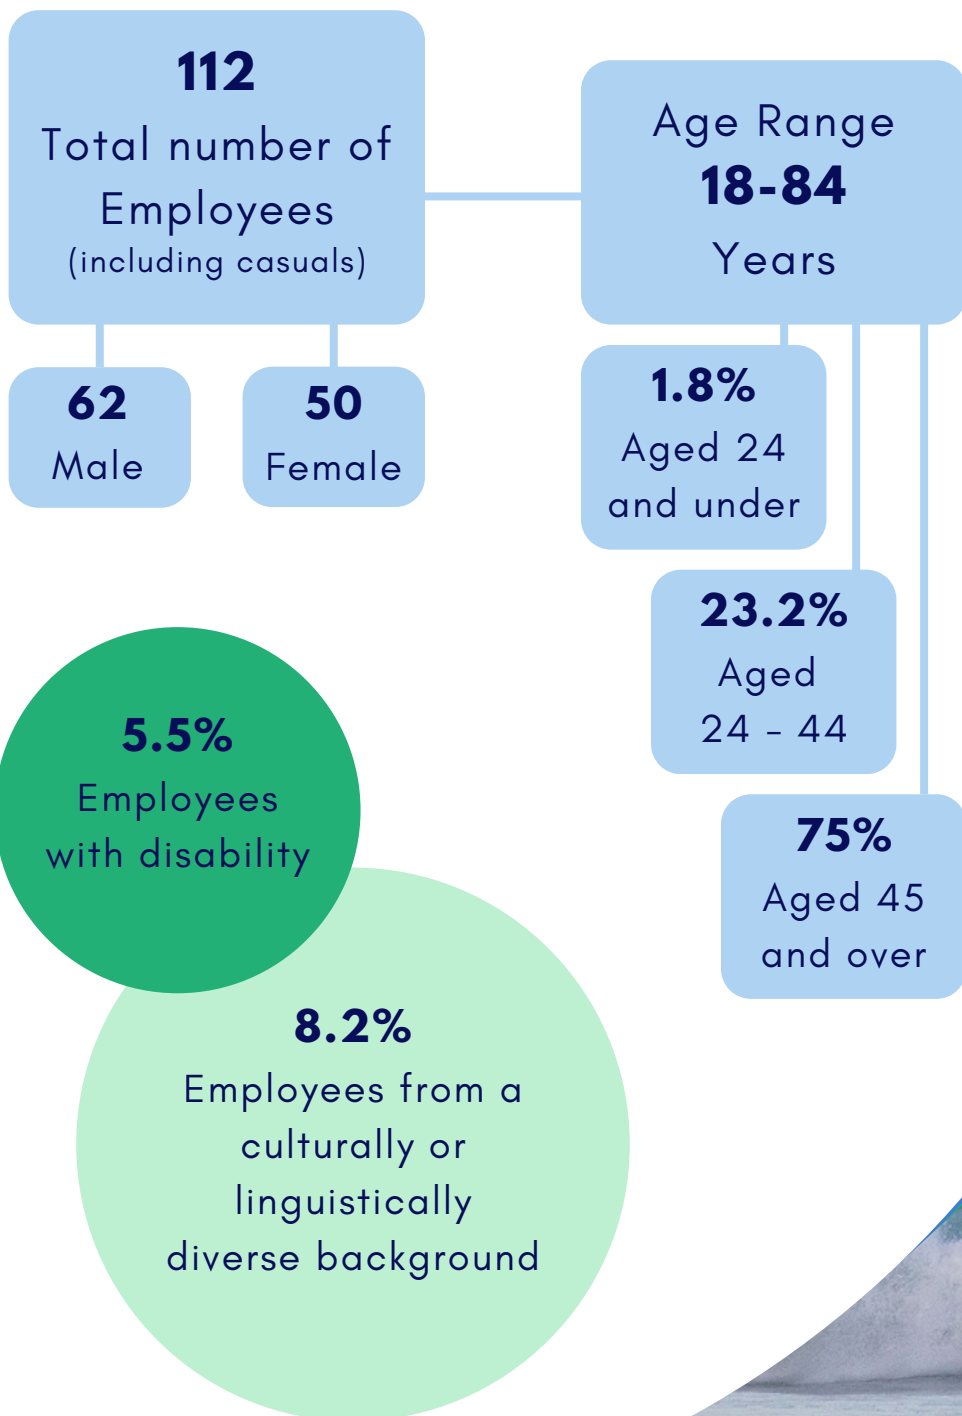 112
Total number of
Employees
(including casuals)
62
Male
50
Female
Age Range
18-84
Years
1.8%
Aged 24
and under
23.2%
Aged
24 - 44
75%
Aged 45
and over
5.5%
Employees
with disability
8.2%
Employees from a
culturally or
linguistically
diverse background